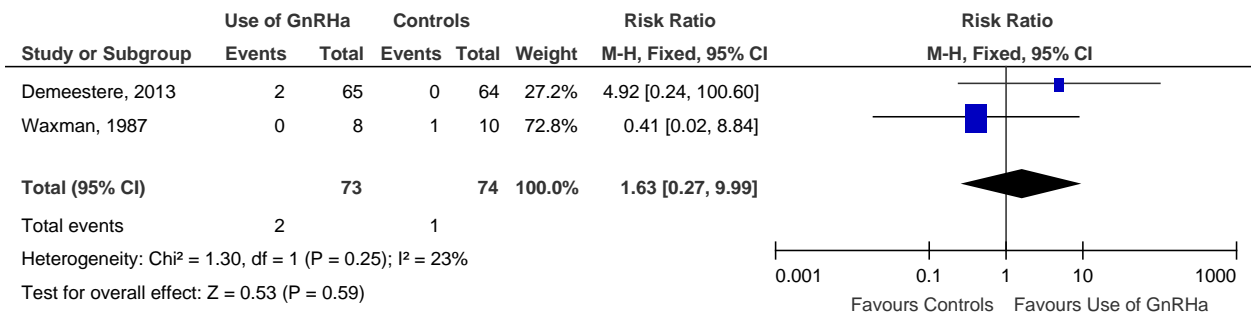 Use of GnRHa Controls Risk Ratio Risk Ratio
Study or Subgroup Events Total Events Total Weight M-H, Fixed, 95% CI M-H, Fixed, 95% CI
Demeestere, 2013 2 65 0 64 27.2% 4.92 [0.24, 100.60]
Waxman, 1987 0 8 1 10 72.8% 0.41 [0.02, 8.84]
Total (95% CI) 73 74 100.0% 1.63 [0.27, 9.99]
Total events 2 1
Heterogeneity: Chi² = 1.30, df = 1 (P = 0.25); I² = 23%
Test for overall effect: Z = 0.53 (P = 0.59)
0.001 0.1 1 10 1000
Favours Controls Favours Use of GnRHa